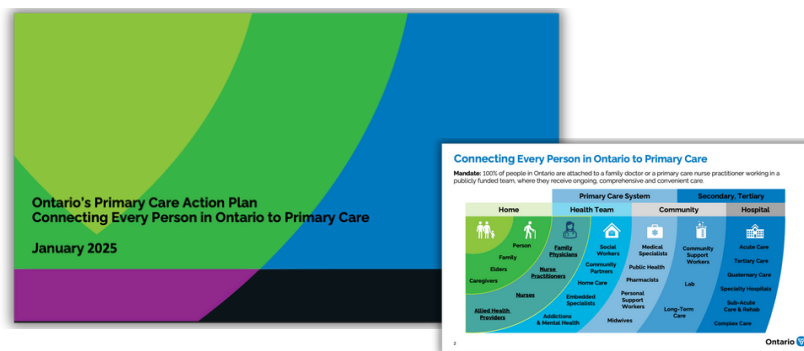 Ontario's Primary Care Action Plan
Connecting Every Person in Ontario to Primary Care
January 2025
Connecting Every Person in Ontario to Primary Care
Mandate: 100% of people in Ontario are attached to a family doctor or a primary care nurse practitioner working in a
publicly funded team, where they receive ongoing, comprehensive and convenient care.
Primary Care System
Secondary, Tertiary
Home
Health Team
Community
Hospital
Person
Family
Elders
Caregivers
Family
Physicians
Nurse
Practitioners
Nurses
Allied Health
Providers
Social
Workers
Community
Partners
Home Care
Embedded
Specialists
Addictions
& Mental Health
Medical
Specialists
Public Health
Pharmacists
Personal
Support
Workers
Midwives
Community
Support
Workers
Lab
Long-Term
Care
Acute Care
Tertiary Care
Quaternary Care
Specialty Hospitals
Sub-Acute
Care & Rehab
Complex Care
2
Ontario